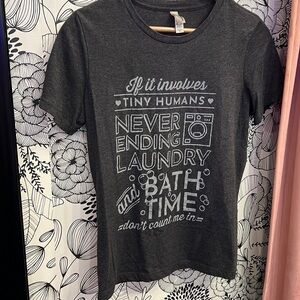 If it involves
TINY HUMANS
NEVER
ENDING
LAUNDRY
and BATH
TIME
don't count me in